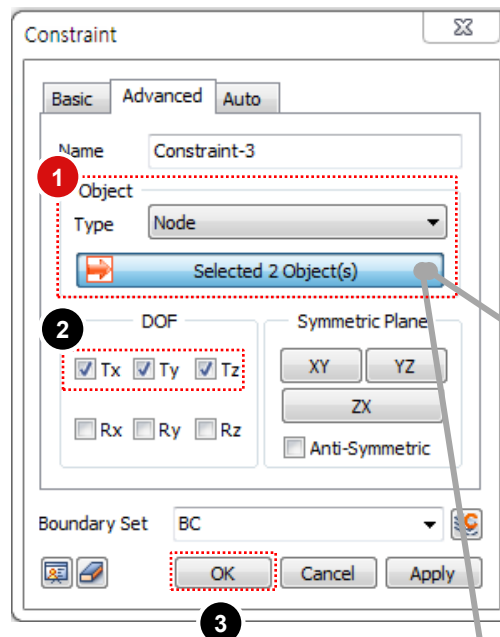 Constraint
Basic Advanced Auto
Name Constraint-3
1
Object
Type Node
Selected 2 Object(s)
2
DOF Symmetric Plane
Tx Ty Tz XY YZ
ZX
Rx Ry Rz
Anti-Symmetric
Boundary Set BC
OK Cancel Apply
3